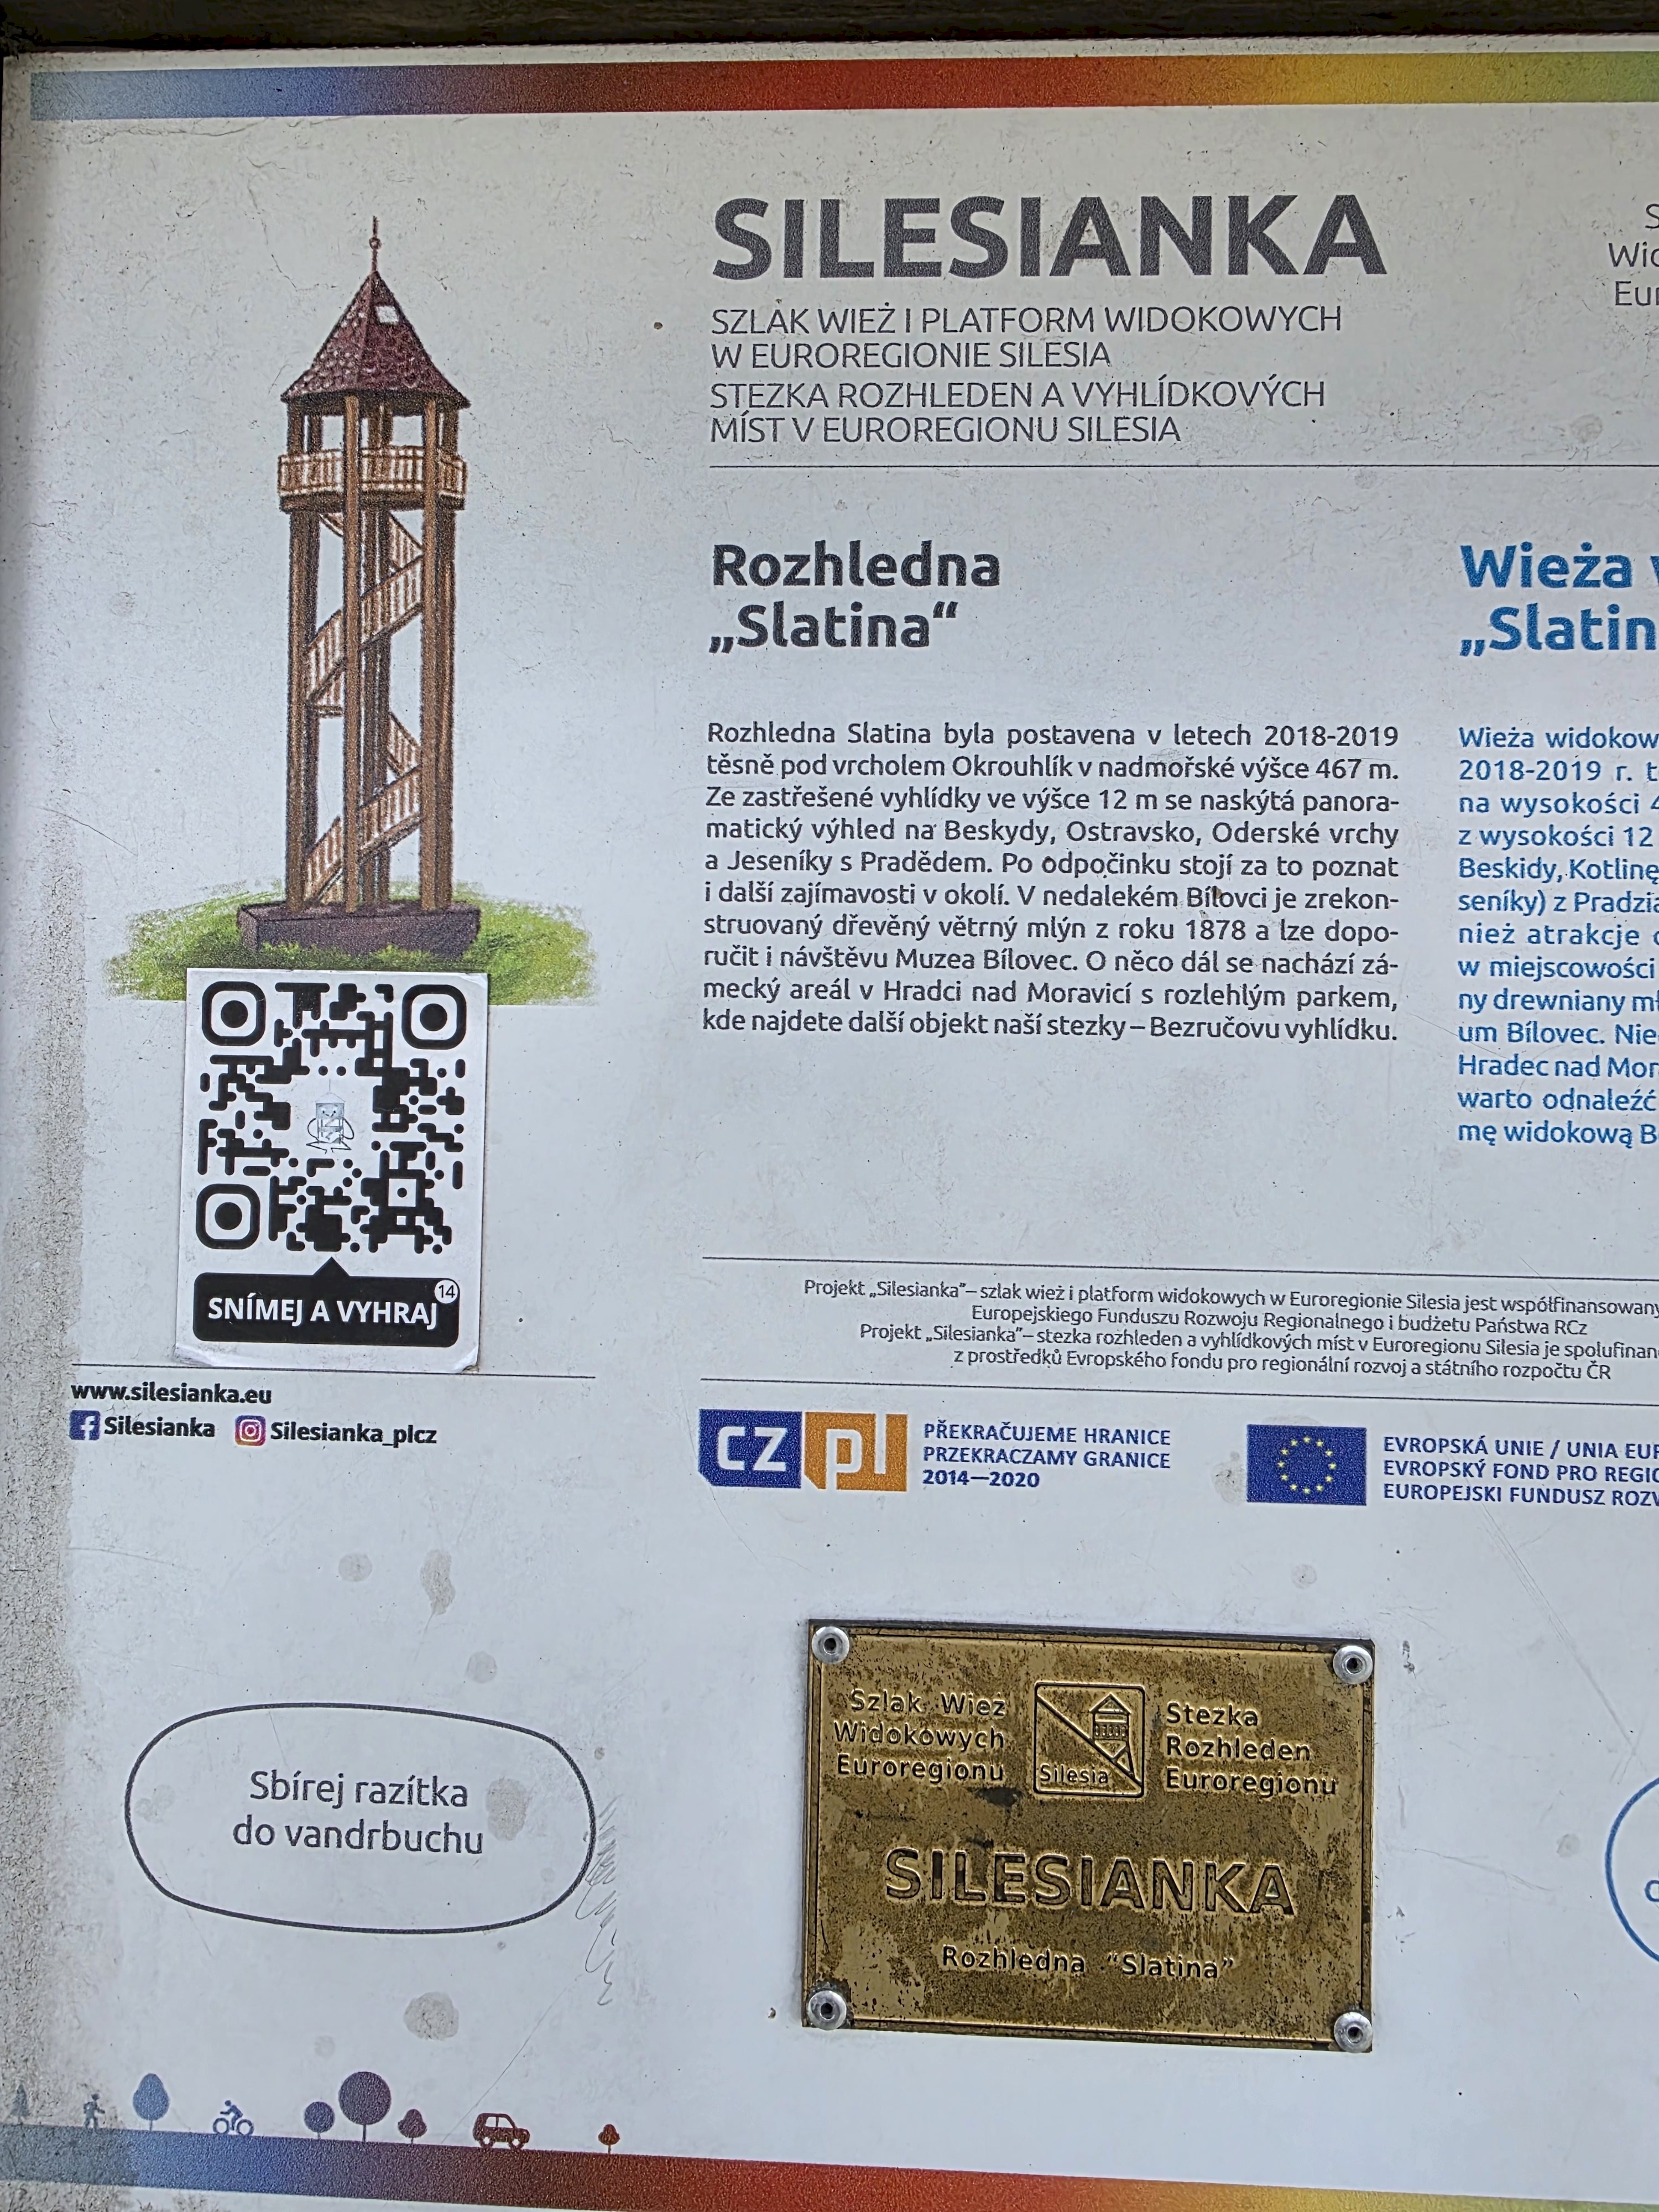 SILESIANKA
SZLAK WIEŻ I PLATFORM WIDOKOWYCH
W EUROREGIONIE SILESIA
STEZKA ROZHLEDEN A VYHLÍDKOVÝCH
MÍST V EUROREGIONU SILESIA
Rozhledna
„Slatina“
Rozhledna Slatina byla postavena v letech 2018-2019
těsně pod vrcholem Okrouhlík v nadmořské výšce 467 m.
Ze zastřešené vyhlídky ve výšce 12 m se naskýtá panora-
matický výhled na Beskydy, Ostravsko, Oderské vrchy
a Jeseníky s Pradědem. Po odpočinku stojí za to poznat
i další zajímavosti v okolí. V nedalekém Bílovci je zrekon-
struovaný dřevěný větrný mlýn z roku 1878 a lze dopo-
ručit i návštěvu Muzea Bílovec. O něco dál se nachází zá-
mecký areál v Hradci nad Moravicí s rozlehlým parkem,
kde najdete další objekt naší stezky – Bezručovu vyhlídku.
Wieża
„Slatin
Wieża widokow
2018-2019 r. t
na wysokości 4
z wysokości 12
Beskidy, Kotlinę
seníky) z Pradzia
nież atrakcje
w miejscowości
ny drewniany mł
um Bílovec. Nie
Hradec nad Mor
warto odnaleźć
mę widokową B
14
SNÍMEJ A VYHRAJ
www.silesianka.eu
Silesianka Silesianka_plcz
Projekt „Silesianka”– szlak wież i platform widokowych w Euroregionie Silesia jest współfinansowany
Europejskiego Funduszu Rozwoju Regionalnego i budżetu Państwa RCz
Projekt „Silesianka”– stezka rozhleden a vyhlídkových míst v Euroregionu Silesia je spolufinan
z prostředků Evropského fondu pro regionální rozvoj a státního rozpočtu ČR
cz pl
PŘEKRAČUJEME HRANICE
PRZEKRACZAMY GRANICE
2014—2020
EVROPSKÁ UNIE / UNIA EUR
EVROPSKÝ FOND PRO REGIO
EUROPEJSKI FUNDUSZ ROZW
Szlak Wież
Widokowych
Euroregionu
Silesia
Stezka
Rozhleden
Euroregionu
SILESIANKA
Rozhledna “Slatina”
Sbírej razítka
do vandrbuchu